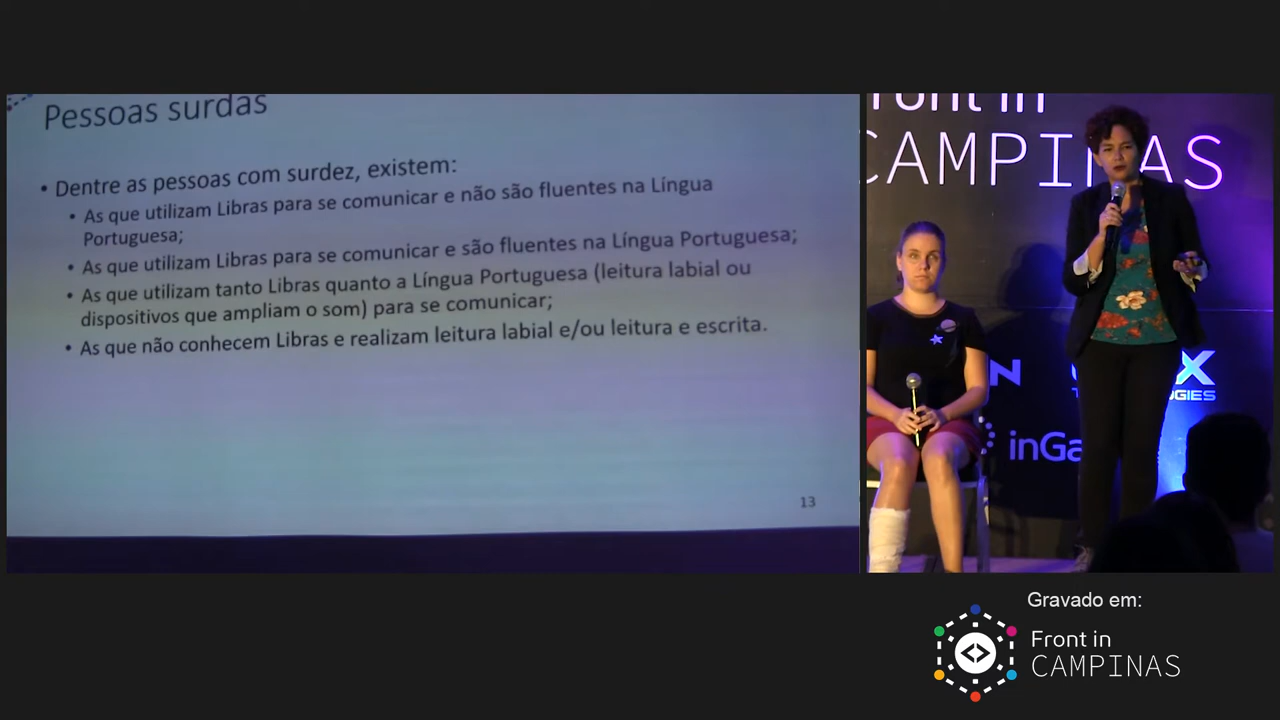 Pessoas surdas
• Dentre as pessoas com surdez, existem:
• As que utilizam Libras para se comunicar e não são fluentes na Língua
Portuguesa;
• As que utilizam Libras para se comunicar e são fluentes na Língua Portuguesa;
• As que utilizam tanto Libras quanto a Língua Portuguesa (leitura labial ou
dispositivos que ampliam o som) para se comunicar;
• As que não conhecem Libras e realizam leitura labial e/ou leitura e escrita.
13
Front in
CAMPINAS
N
X
inGa
Gravado em:
Front in
CAMPINAS